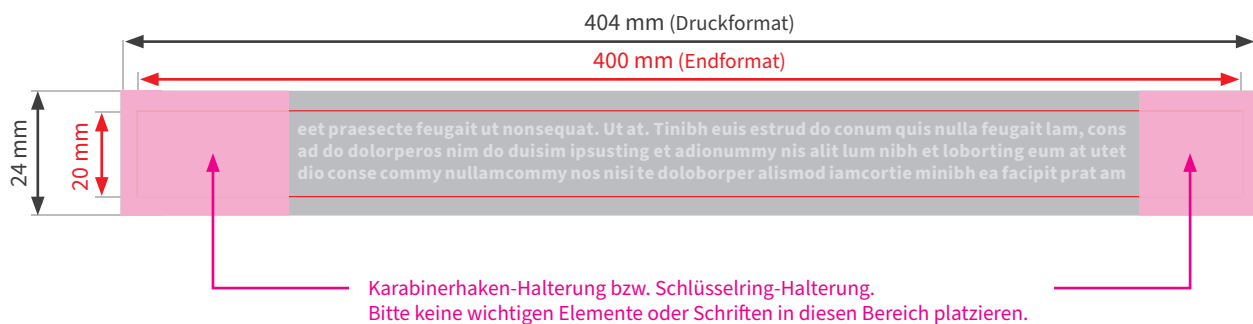 404 mm (Druckformat)
400 mm (Endformat)
24 mm
20 mm
eet praesecte feugait ut nonsequat. Ut at. Tinibh euis estrud do conum quis nulla feugait lam, cons
ad do dolorperos nim do duisim ipsusting et adionummy nis alit lum nibh et loborting eum at utet
dio conse commy nullamcommy nos nisi te doloborper alismod iamcortie minibh ea facipit prat am
Karabinerhaken-Halterung bzw. Schlüsselring-Halterung.
Bitte keine wichtigen Elemente oder Schriften in diesen Bereich platzieren.